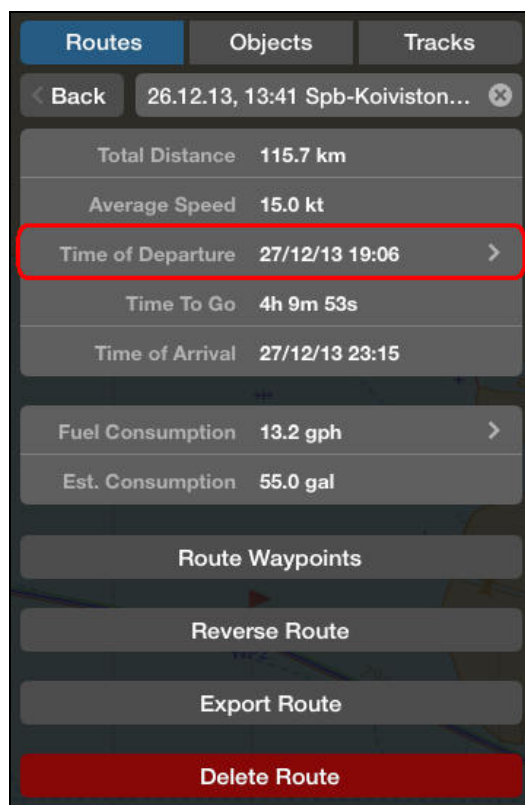 Routes Objects Tracks
Back 26.12.13, 13:41 Spb-Koiviston...
Total Distance 115.7 km
Average Speed 15.0 kt
Time of Departure 27/12/13 19:06
Time To Go 4h 9m 53s
Time of Arrival 27/12/13 23:15
Fuel Consumption 13.2 gph
Est. Consumption 55.0 gal
Route Waypoints
Reverse Route
WP2
Export Route
Delete Route